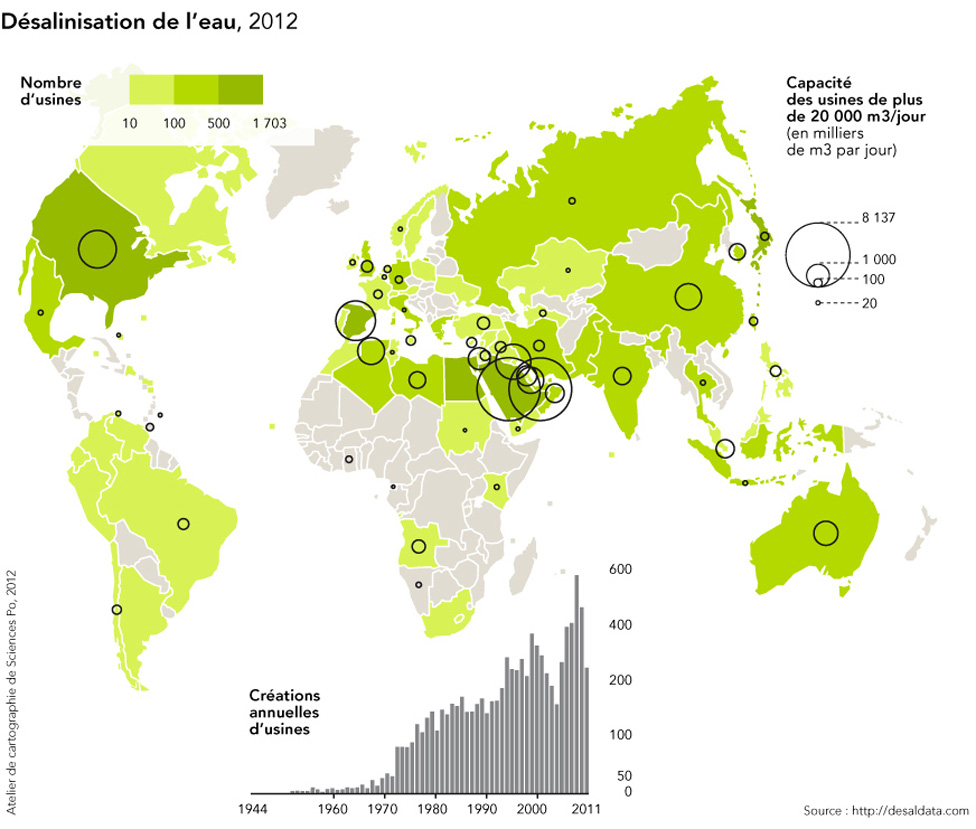 Désalinisation de l'eau, 2012
Nombre
d'usines
10 100 500 1 703
Capacité
des usines de plus
de 20 000 m3/jour
(en milliers
de m3 par jour)
8 137
1 000
100
20
Créations
annuelles
d'usines
600
400
200
100
50
0
1944 1960 1970 1980 1990 2000 2011
Atelier de cartographie de Sciences Po, 2012
Source : http://desaldata.com